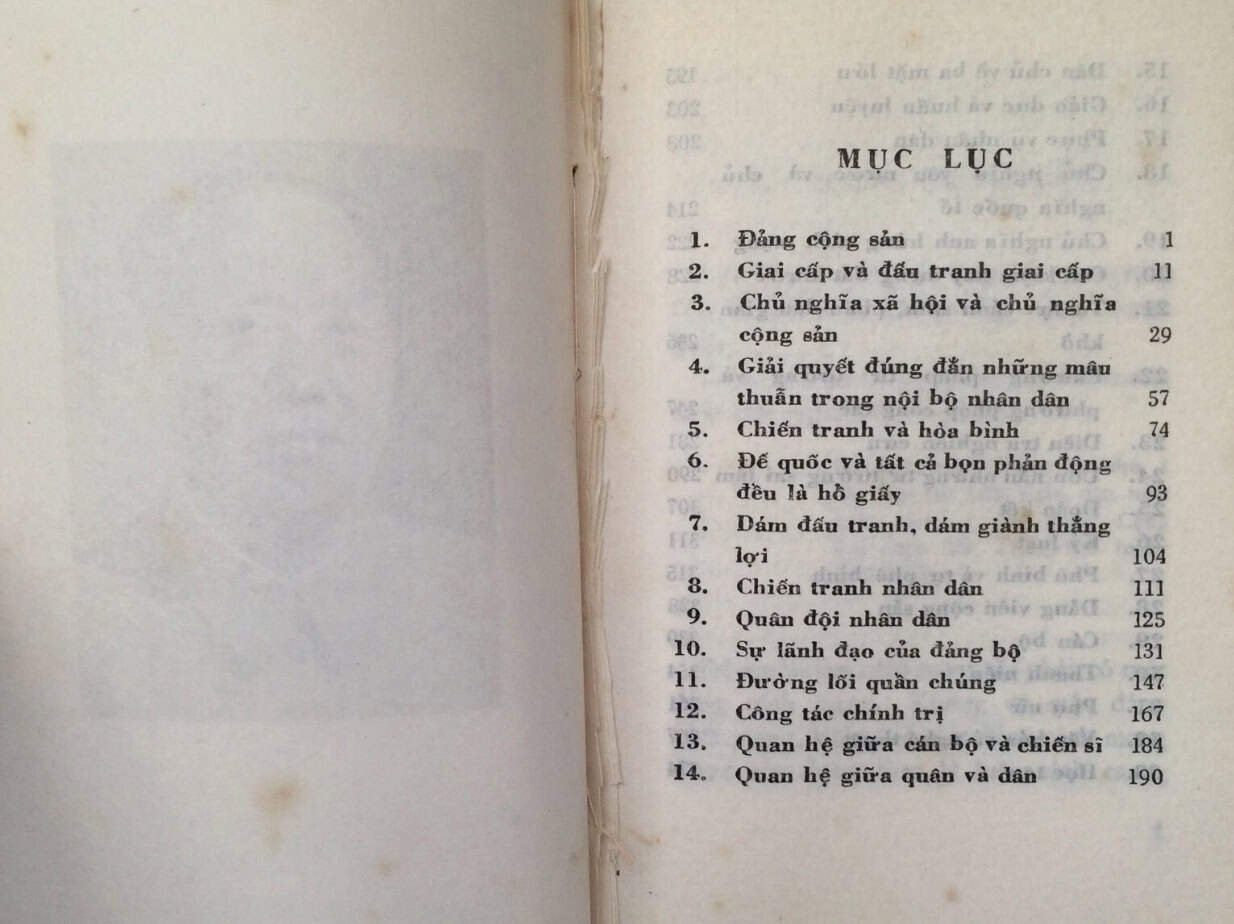 MỤC LỤC
1. Đảng cộng sản 1
2. Giai cấp và đấu tranh giai cấp 11
3. Chủ nghĩa xã hội và chủ nghĩa
cộng sản 29
4. Giải quyết đúng đắn những mâu
thuẫn trong nội bộ nhân dân 57
5. Chiến tranh và hòa bình 74
6. Đế quốc và tất cả bọn phản động
đều là hổ giấy 93
7. Dám đấu tranh, dám giành thắng
lợi 104
8. Chiến tranh nhân dân 111
9. Quân đội nhân dân 125
10. Sự lãnh đạo của đảng bộ 131
11. Đường lối quần chúng 147
12. Công tác chính trị 167
13. Quan hệ giữa cán bộ và chiến sĩ 184
14. Quan hệ giữa quân và dân 190